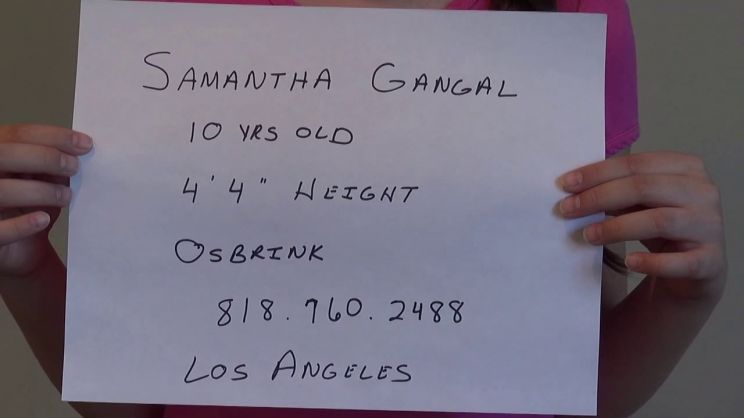 SAMANTHA GANGAL
10 YRS OLD
4'4" HEIGHT
OSBRINK
818.760.2488
LOS ANGELES